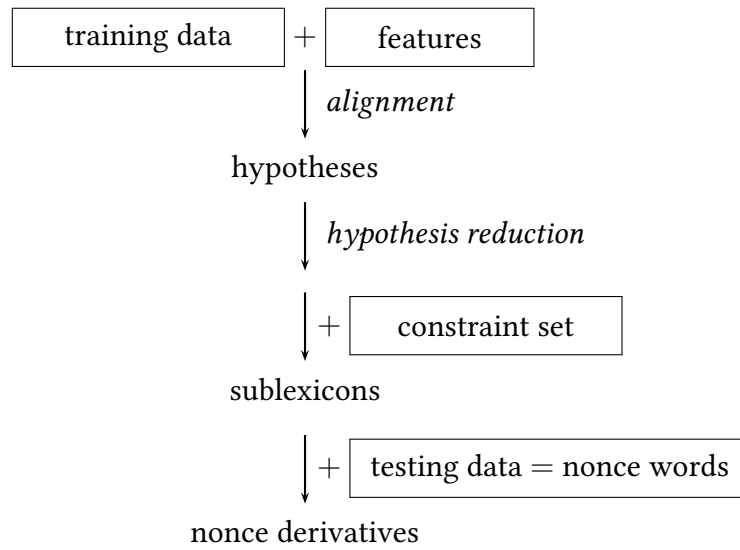 training data + features
alignment
hypotheses
hypothesis reduction
+ constraint set
sublexicons
+ testing data = nonce words
nonce derivatives